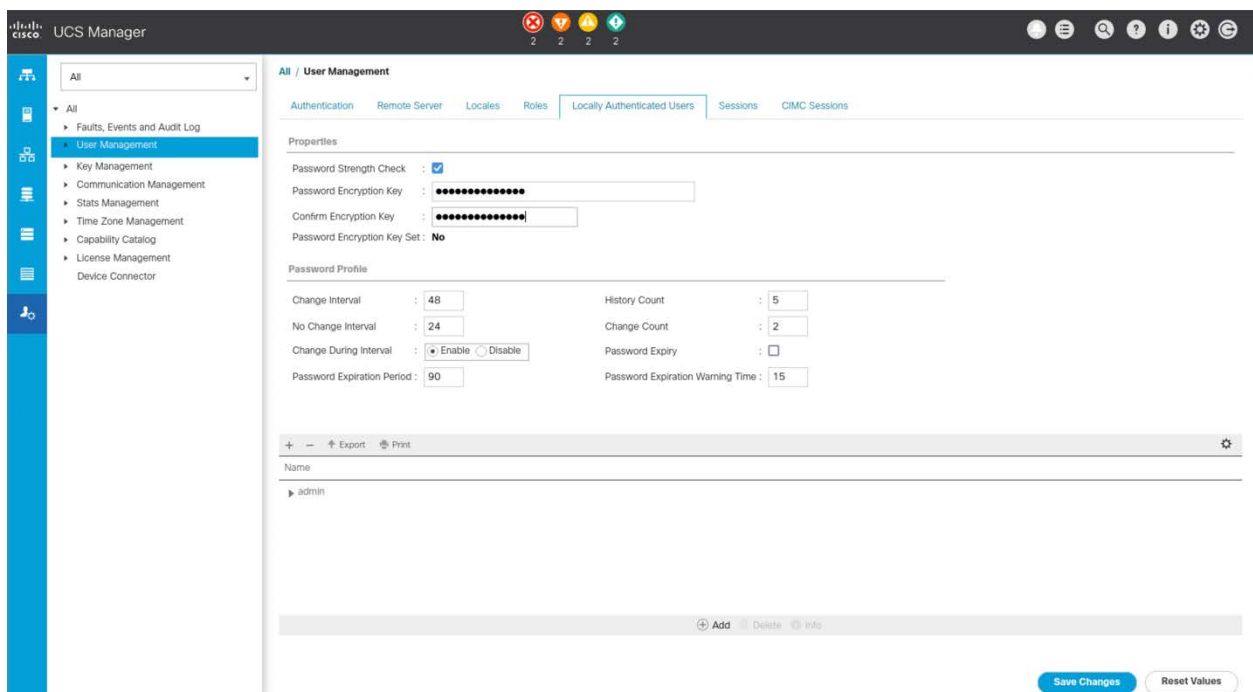 cisco UCS Manager
2 2 2 2
All
All
Faults, Events and Audit Log
User Management
Key Management
Communication Management
Stats Management
Time Zone Management
Capability Catalog
License Management
Device Connector
All / User Management
Authentication Remote Server Locales Roles Locally Authenticated Users Sessions CIMC Sessions
Properties
Password Strength Check :
Password Encryption Key : ●●●●●●●●●●●●●●
Confirm Encryption Key : ●●●●●●●●●●●●●●
Password Encryption Key Set : No
Password Profile
Change Interval : 48 History Count : 5
No Change Interval : 24 Change Count : 2
Change During Interval : Enable Disable Password Expiry :
Password Expiration Period : 90 Password Expiration Warning Time : 15
+ − Export Print
Name
admin
Add Delete Info
Save Changes Reset Values